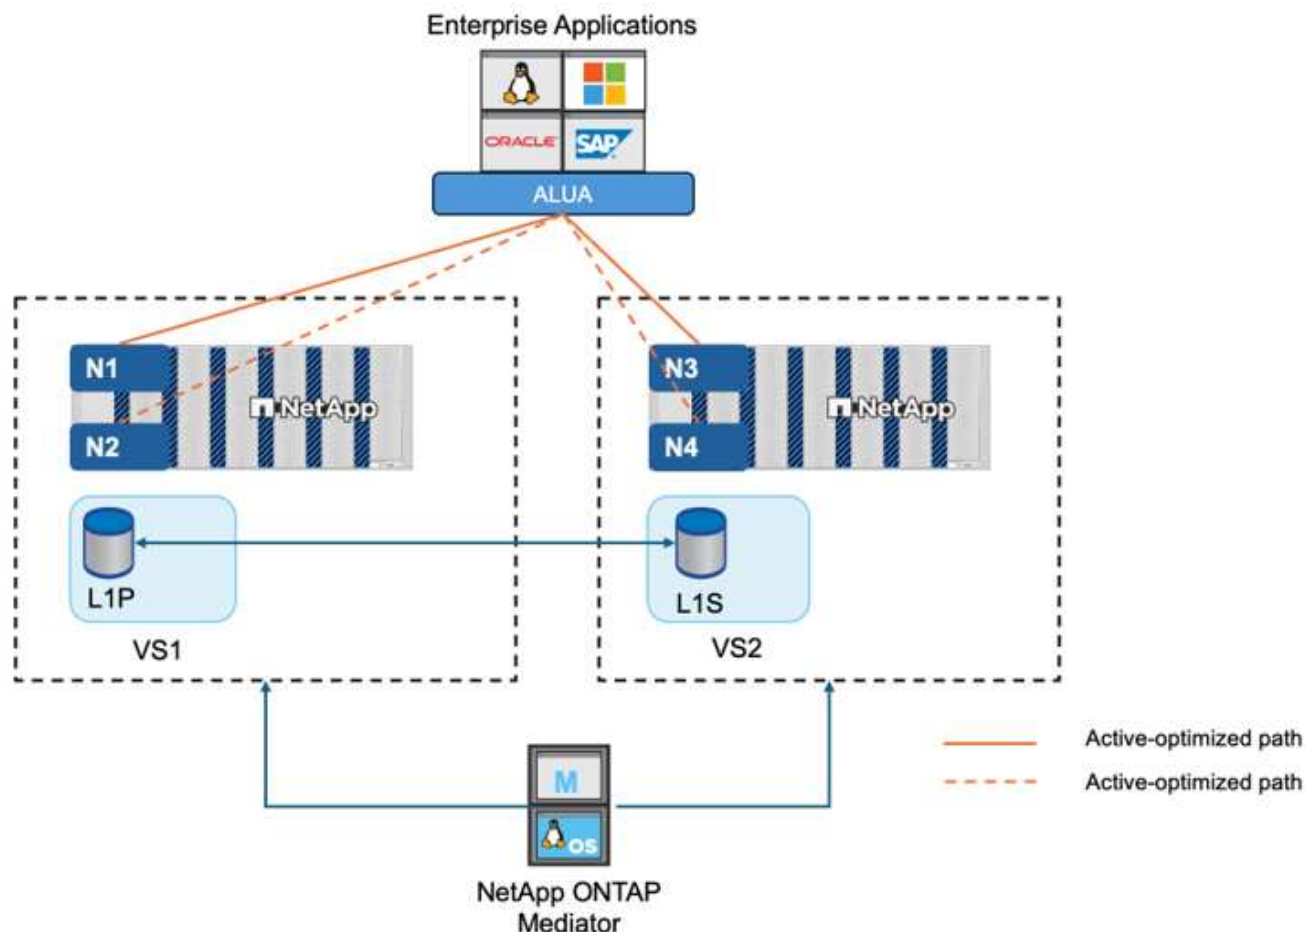 Enterprise Applications
ORACLE
SAP
ALUA
N1
NetApp
N2
N3
NetApp
N4
L1P
VS1
L1S
VS2
Active-optimized path
Active-optimized path
M
OS
NetApp ONTAP
Mediator